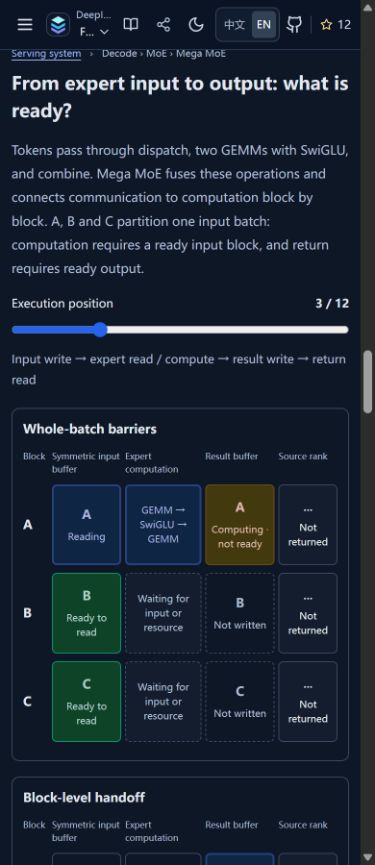 Deepl...
F...
中文
EN
12
Serving system › Decode › MoE › Mega MoE
From expert input to output: what is
ready?
Tokens pass through dispatch, two GEMMs with SwiGLU,
and combine. Mega MoE fuses these operations and
connects communication to computation block by
block. A, B and C partition one input batch:
computation requires a ready input block, and return
requires ready output.
Execution position 3 / 12
Input write → expert read / compute → result write → return
read
Whole-batch barriers
Block Symmetric input buffer Expert computation Result buffer Source rank
A
A
Reading
GEMM →
SwiGLU →
GEMM
A
Computing ·
not ready
...
Not
returned
B
B
Ready to
read
Waiting for
input or
resource
B
Not written
...
Not
returned
C
C
Ready to
read
Waiting for
input or
resource
C
Not written
...
Not
returned
Block-level handoff
Block Symmetric input buffer Expert computation Result buffer Source rank